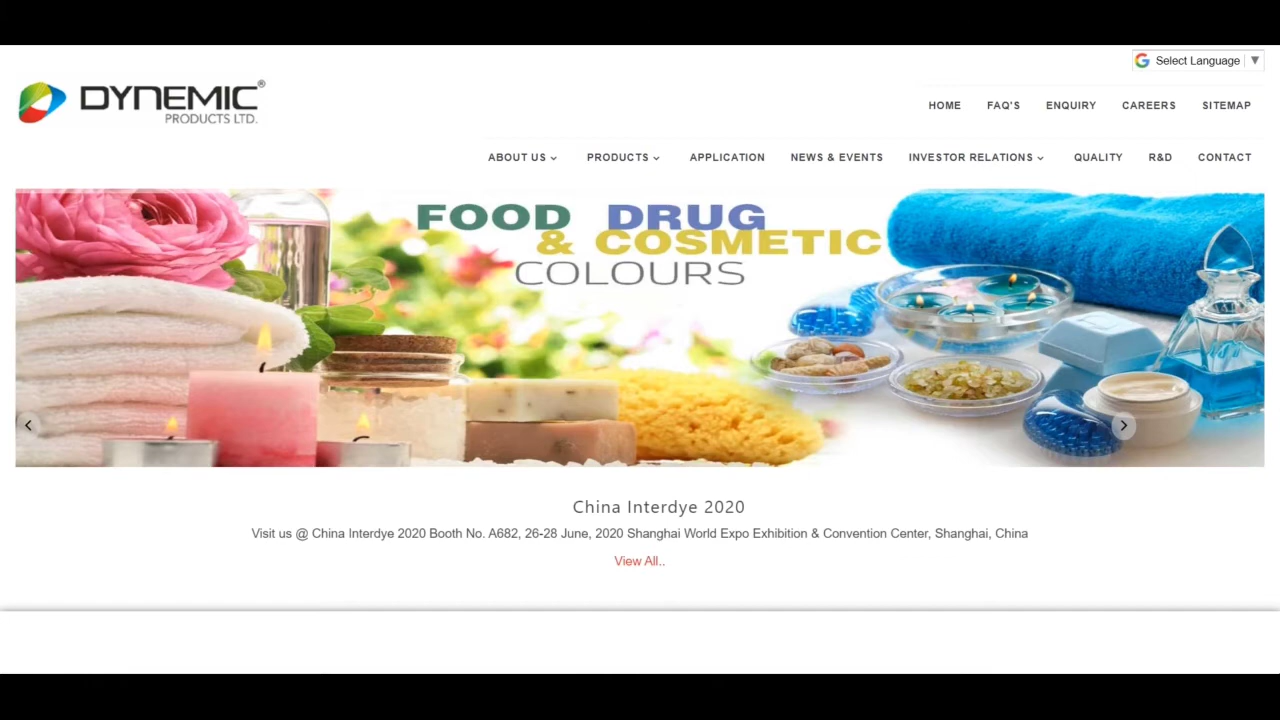 Select Language ▼
DYNEMIC®
PRODUCTS LTD.
HOME FAQ'S ENQUIRY CAREERS SITEMAP
ABOUT US PRODUCTS APPLICATION NEWS & EVENTS INVESTOR RELATIONS QUALITY R&D CONTACT
FOOD DRUG
& COSMETIC
COLOURS
China Interdye 2020
Visit us @ China Interdye 2020 Booth No. A682, 26-28 June, 2020 Shanghai World Expo Exhibition & Convention Center, Shanghai, China
View All..